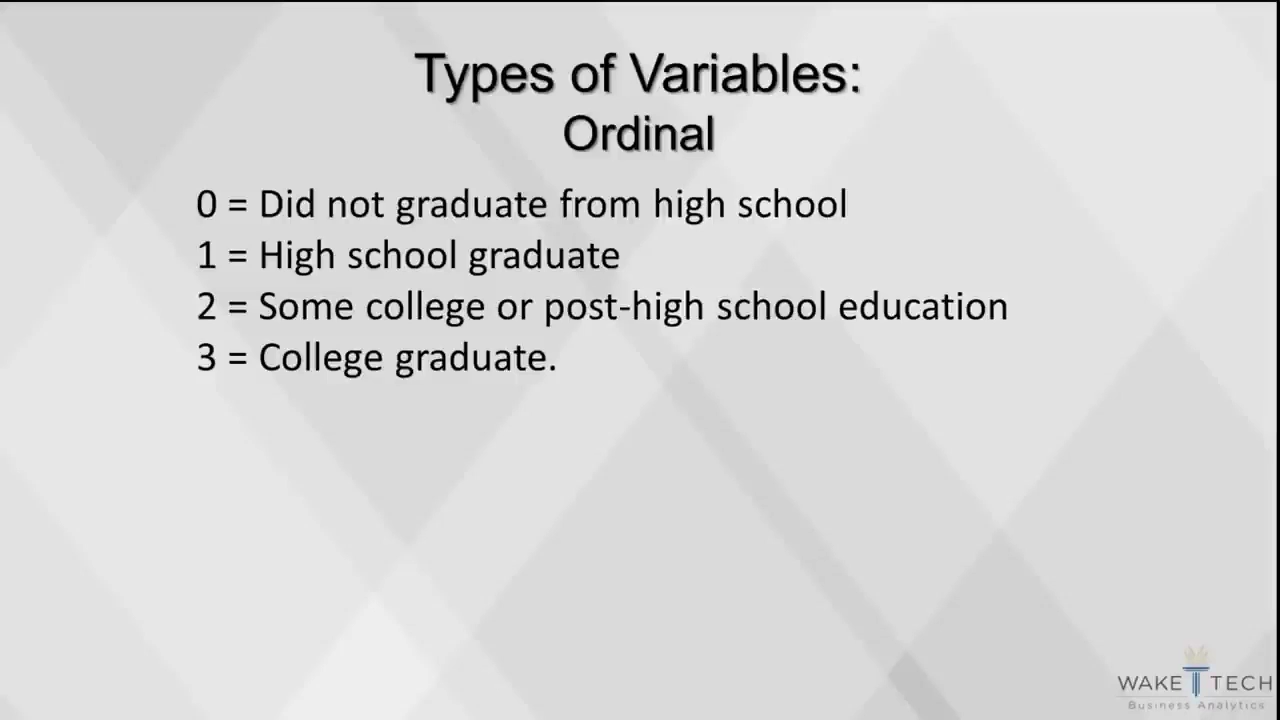 Types of Variables:
Ordinal
0 = Did not graduate from high school
1 = High school graduate
2 = Some college or post-high school education
3 = College graduate.
WAKE TECH
Business Analytics